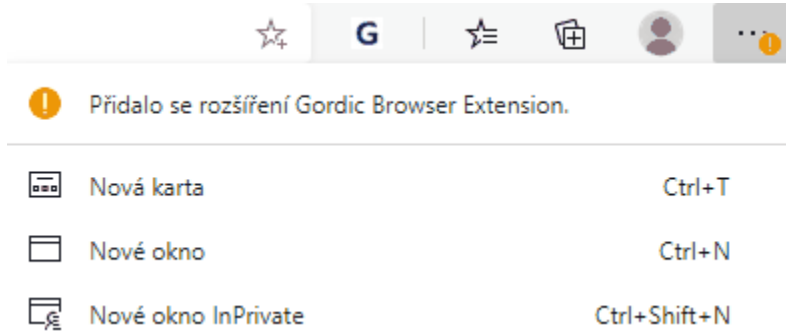 G
Přidalo se rozšíření Gordic Browser Extension.
Nová karta Ctrl+T
Nové okno Ctrl+N
Nové okno InPrivate Ctrl+Shift+N